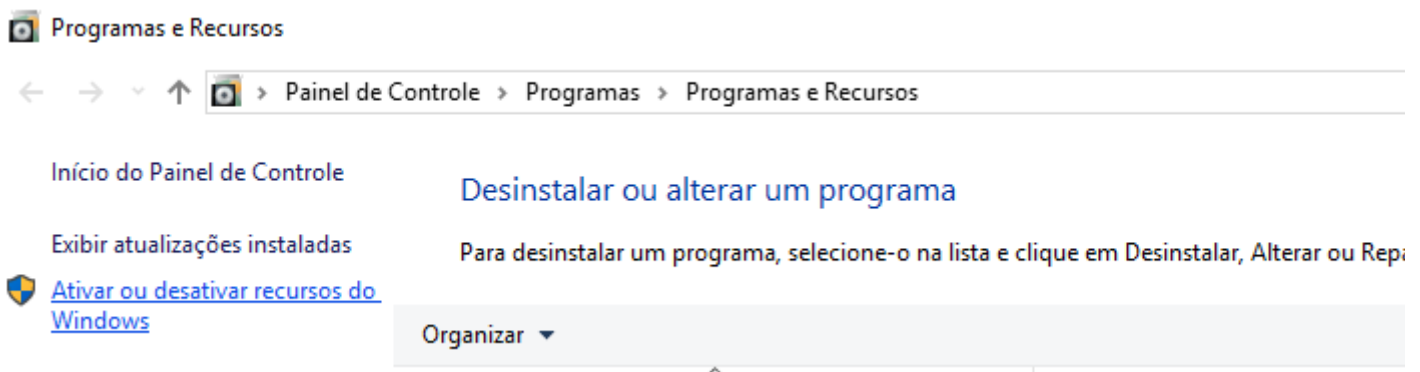 Programas e Recursos
Painel de Controle > Programas > Programas e Recursos
Início do Painel de Controle
Desinstalar ou alterar um programa
Exibir atualizações instaladas
Para desinstalar um programa, selecione-o na lista e clique em Desinstalar, Alterar ou Repa
Ativar ou desativar recursos do
Windows
Organizar